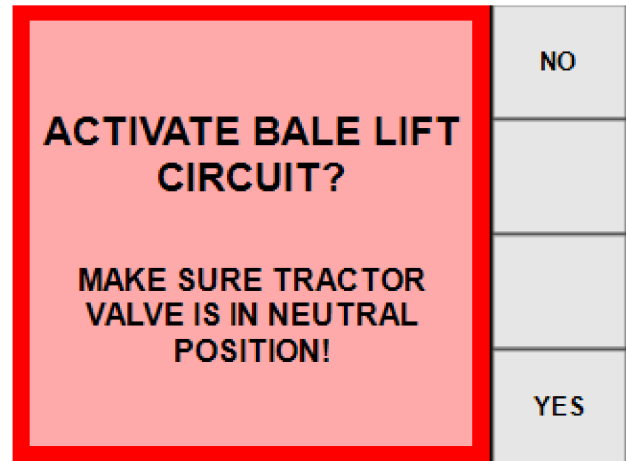 NO
ACTIVATE BALE LIFT
CIRCUIT?
MAKE SURE TRACTOR
VALVE IS IN NEUTRAL
POSITION!
YES